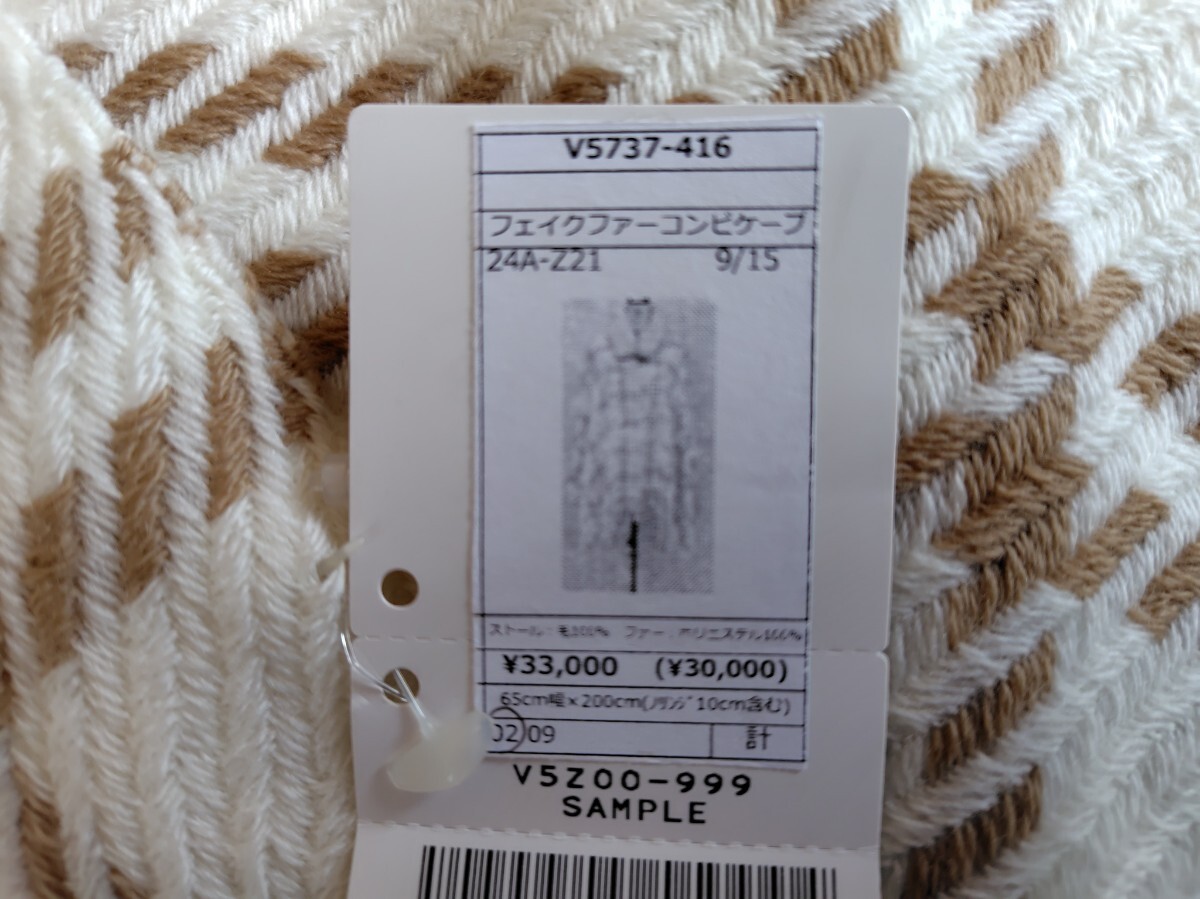 V5737-416
フェイクファーコンビケープ
24A-Z21 9/15
ストール：毛100% ファー：ポリエステル100%
¥33,000 (¥30,000)
65cm幅×200cm(ﾌﾘﾝｼﾞ10cm含む)
02 09 計
V5Z00-999
SAMPLE